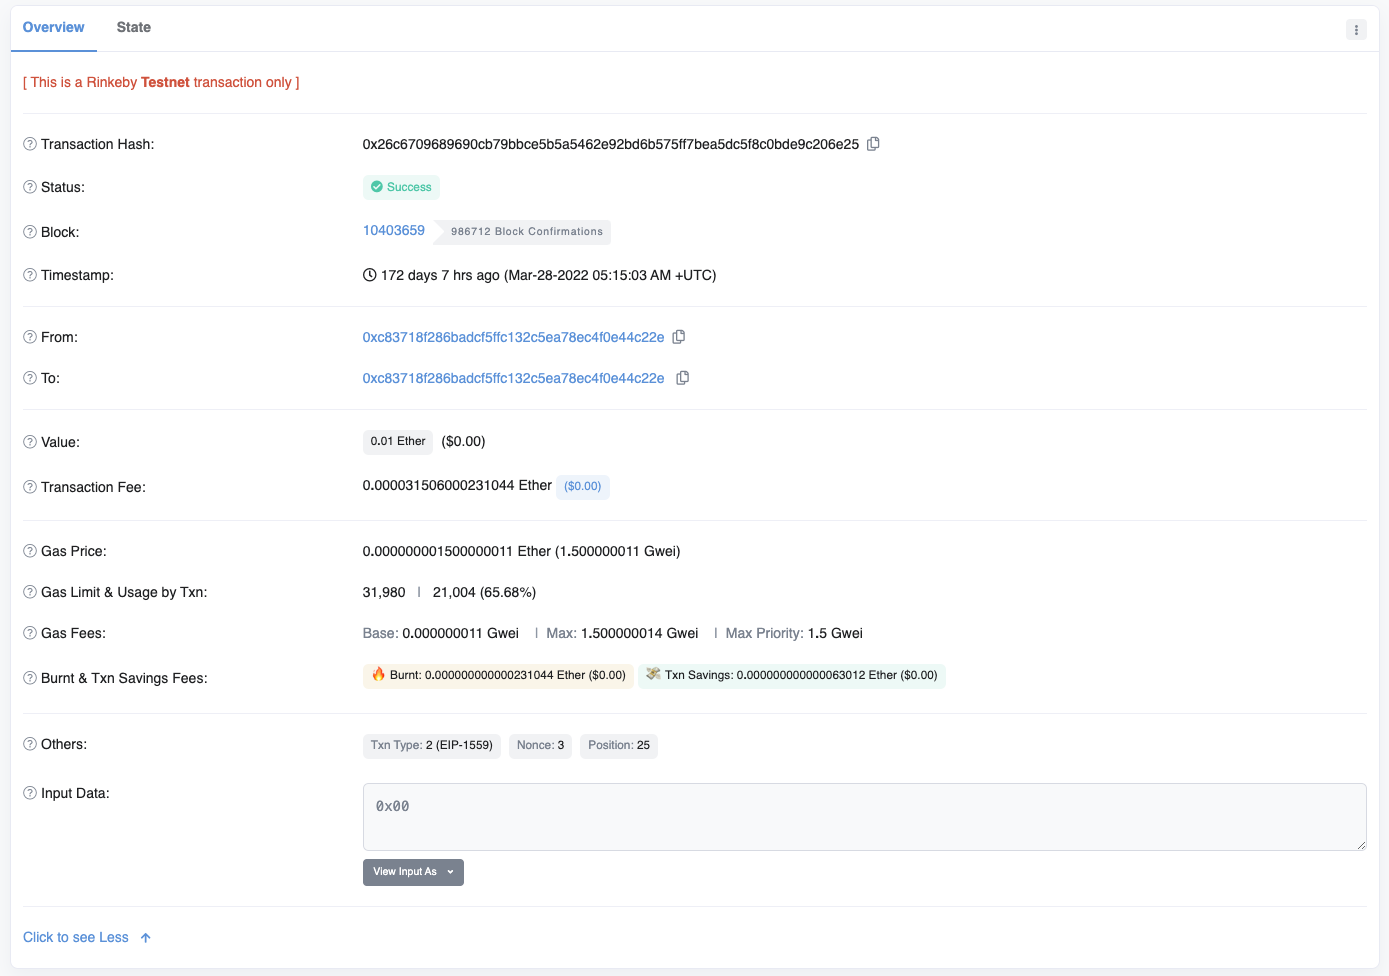 Overview State
[ This is a Rinkeby Testnet transaction only ]
Transaction Hash: 0x26c6709689690cb79bbce5b5a5462e92bd6b575ff7bea5dc5f8c0bde9c206e25
Status: Success
Block: 10403659 986712 Block Confirmations
Timestamp: 172 days 7 hrs ago (Mar-28-2022 05:15:03 AM +UTC)
From: 0xc83718f286badcf5ffc132c5ea78ec4f0e44c22e
To: 0xc83718f286badcf5ffc132c5ea78ec4f0e44c22e
Value: 0.01 Ether ($0.00)
Transaction Fee: 0.000031506000231044 Ether ($0.00)
Gas Price: 0.000000001500000011 Ether (1.500000011 Gwei)
Gas Limit & Usage by Txn: 31,980 | 21,004 (65.68%)
Gas Fees: Base: 0.000000011 Gwei | Max: 1.500000014 Gwei | Max Priority: 1.5 Gwei
Burnt & Txn Savings Fees: 🔥 Burnt: 0.000000000000231044 Ether ($0.00) 💸 Txn Savings: 0.000000000000063012 Ether ($0.00)
Others: Txn Type: 2 (EIP-1559) Nonce: 3 Position: 25
Input Data: 0x00
View Input As
Click to see Less ↑